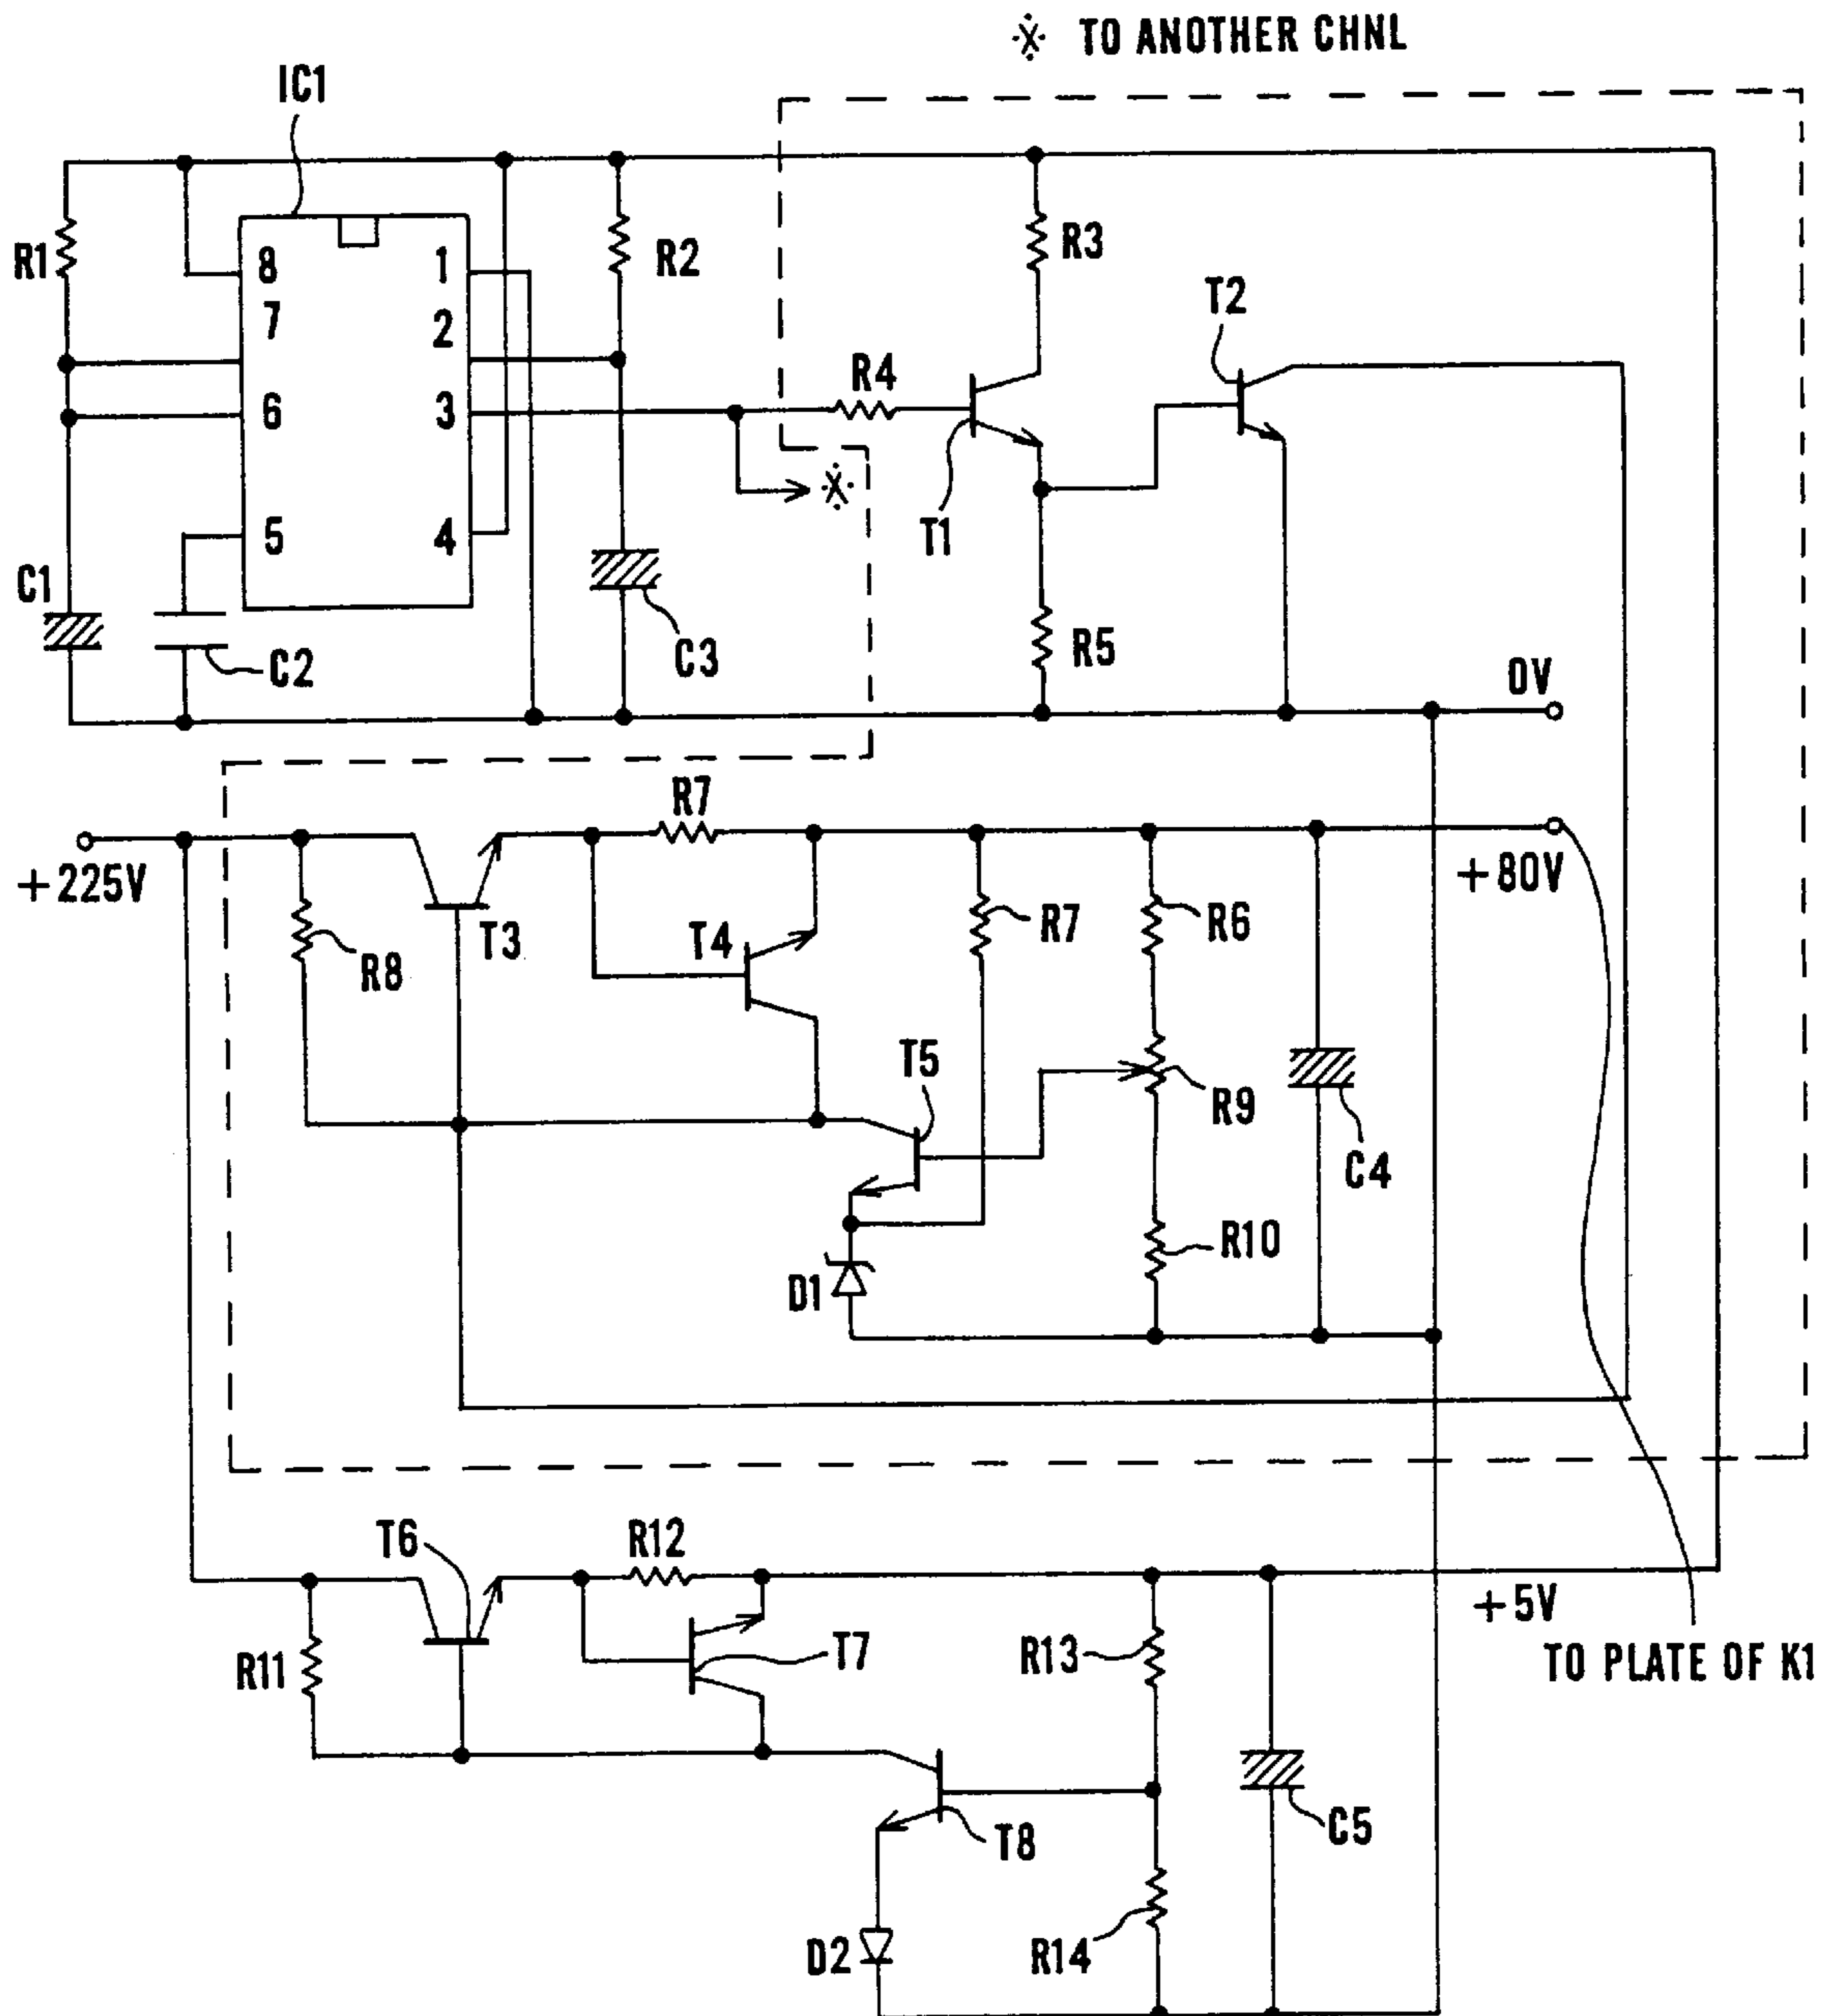 ※ TO ANOTHER CHNL
IC1
R1
8
7
6
5
1
2
3
4
R2
R3
T2
R4
※
T1
C1
C2
C3
R5
0V
R7
+225V
+80V
R8
T3
T4
R7
R6
T5
R9
C4
R10
D1
T6
R12
+5V
R11
T7
R13
TO PLATE OF K1
T8
C5
D2
R14